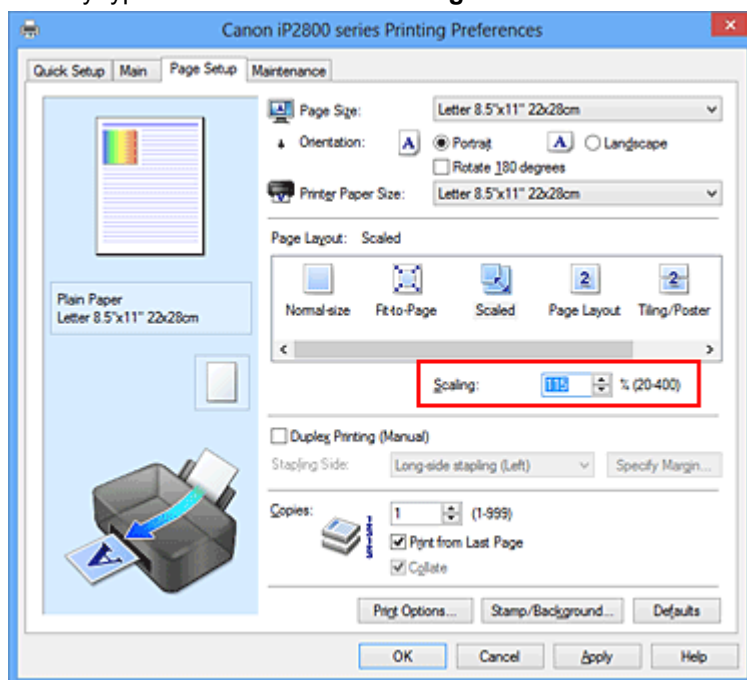 Canon iP2800 series Printing Preferences
Quick Setup Main Page Setup Maintenance
Page Size: Letter 8.5"x11" 22x28cm
Orientation: A Portrait A Landscape
Rotate 180 degrees
Printer Paper Size: Letter 8.5"x11" 22x28cm
Page Layout: Scaled
2 2
Normal-size Fit-to-Page Scaled Page Layout Tiling/Poster
Plain Paper
Letter 8.5"x11" 22x28cm
Scaling: 115 % (20-400)
Duplex Printing (Manual)
Stapling Side: Long-side stapling (Left) Specify Margin...
Copies: 1 (1-999)
Print from Last Page
Collate
A
Print Options... Stamp/Background... Defaults
OK Cancel Apply Help